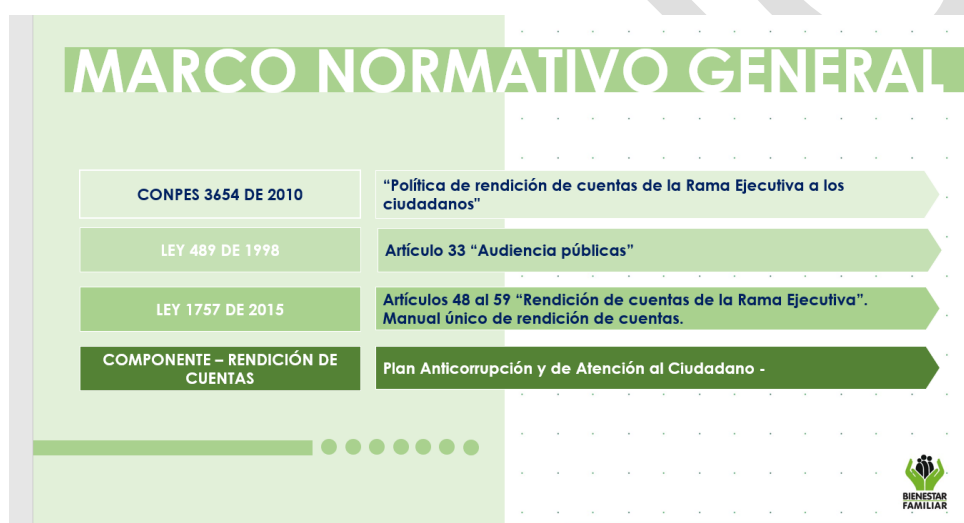 MARCO NORMATIVO GENERAL
CONPES 3654 DE 2010
“Política de rendición de cuentas de la Rama Ejecutiva a los
ciudadanos"
LEY 489 DE 1998
Artículo 33 “Audiencia públicas”
LEY 1757 DE 2015
Artículos 48 al 59 “Rendición de cuentas de la Rama Ejecutiva”.
Manual único de rendición de cuentas.
COMPONENTE – RENDICIÓN DE
CUENTAS
Plan Anticorrupción y de Atención al Ciudadano -
BIENESTAR
FAMILIAR